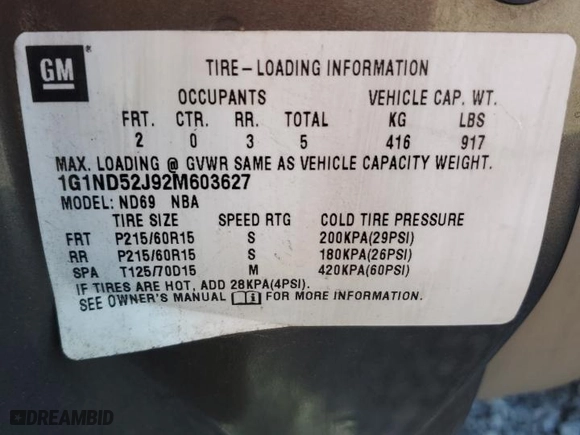 GM
TIRE-LOADING INFORMATION
OCCUPANTS VEHICLE CAP. WT.
FRT. CTR. RR. TOTAL KG LBS
2 0 3 5 416 917
MAX. LOADING @ GVWR SAME AS VEHICLE CAPACITY WEIGHT.
1G1ND52J92M603627
MODEL: ND69 NBA
TIRE SIZE SPEED RTG COLD TIRE PRESSURE
FRT P215/60R15 S 200KPA(29PSI)
RR P215/60R15 S 180KPA(26PSI)
SPA T125/70D15 M 420KPA(60PSI)
IF TIRES ARE HOT, ADD 28KPA(4PSI).
SEE OWNER'S MANUAL i FOR MORE INFORMATION.
DREAMBID